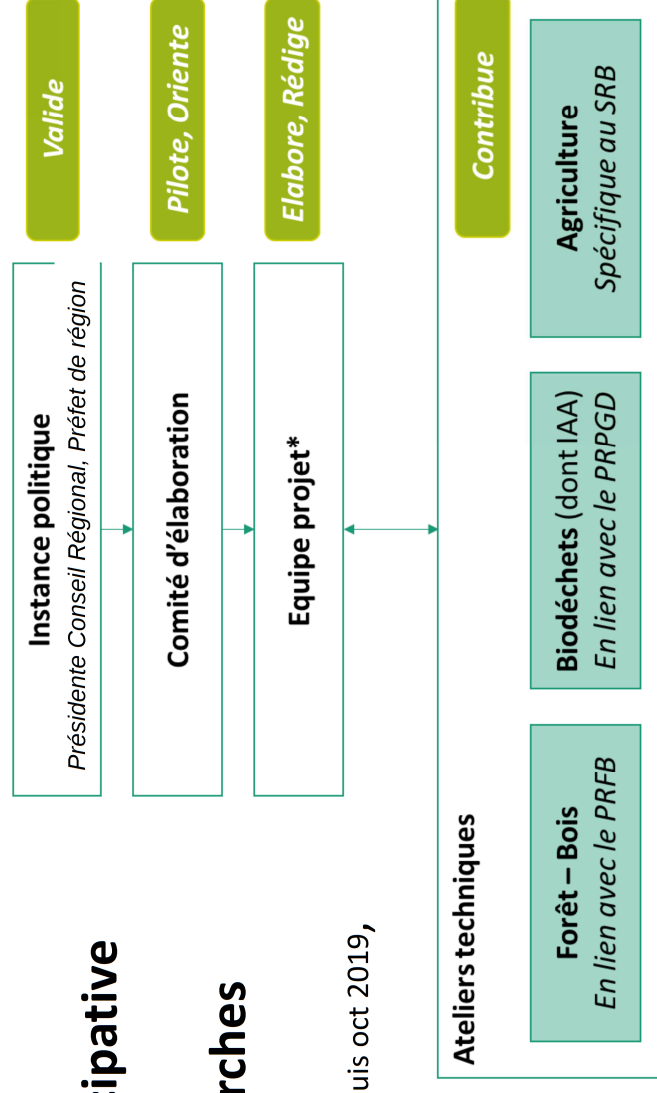 cipative
rches
uis oct 2019,
Instance politique
Présidente Conseil Régional, Préfet de région
Valide
Comité d'élaboration
Pilote, Oriente
Equipe projet*
Elabore, Rédige
Ateliers techniques
Contribue
Forêt – Bois
En lien avec le PRFB
Biodéchets (dont IAA)
En lien avec le PRPGD
Agriculture
Spécifique au SRB